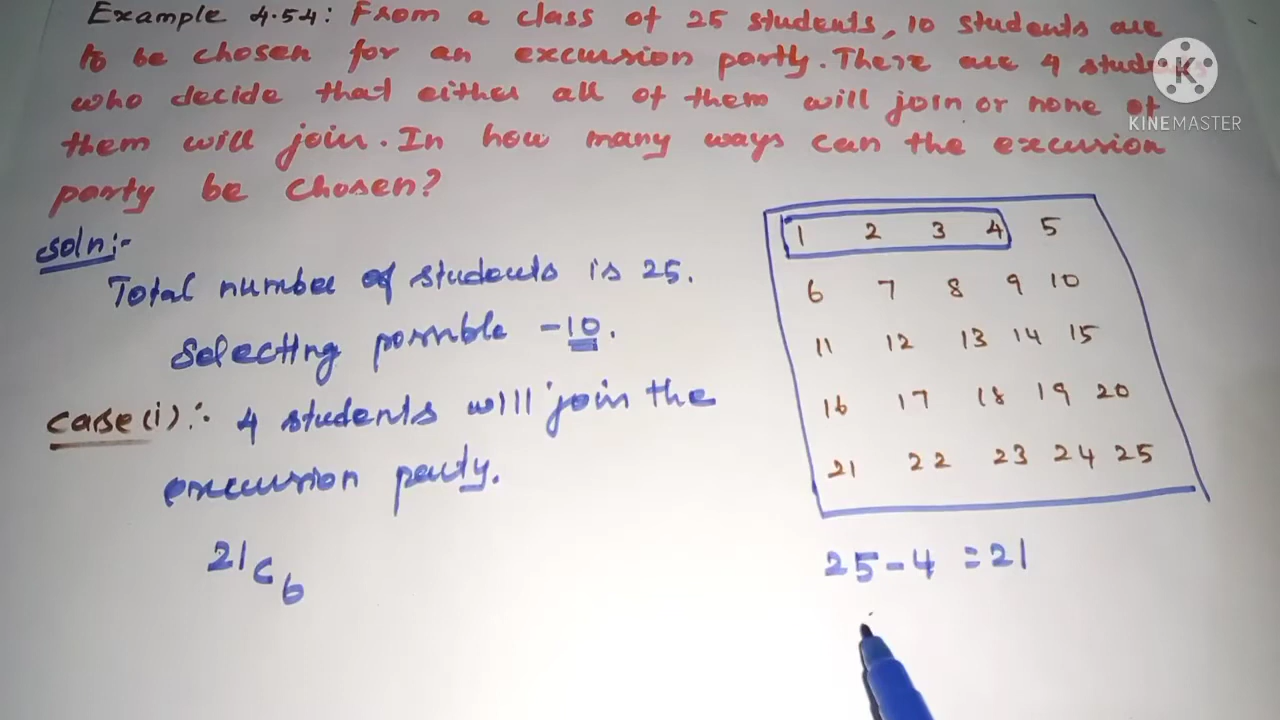 Example 4.54: From a class of 25 students, 10 students are
to be chosen for an excursion party. There are 4 students
who decide that either all of them will join or none of
them will join. In how many ways can the excursion
party be chosen?
K
KINEMASTER
Soln:-
Total number of students is 25.
Selecting possible - 10.
Case(i):- 4 students will join the
excursion party.
21C6
1 2 3 4 5
6 7 8 9 10
11 12 13 14 15
16 17 18 19 20
21 22 23 24 25
25-4 = 21